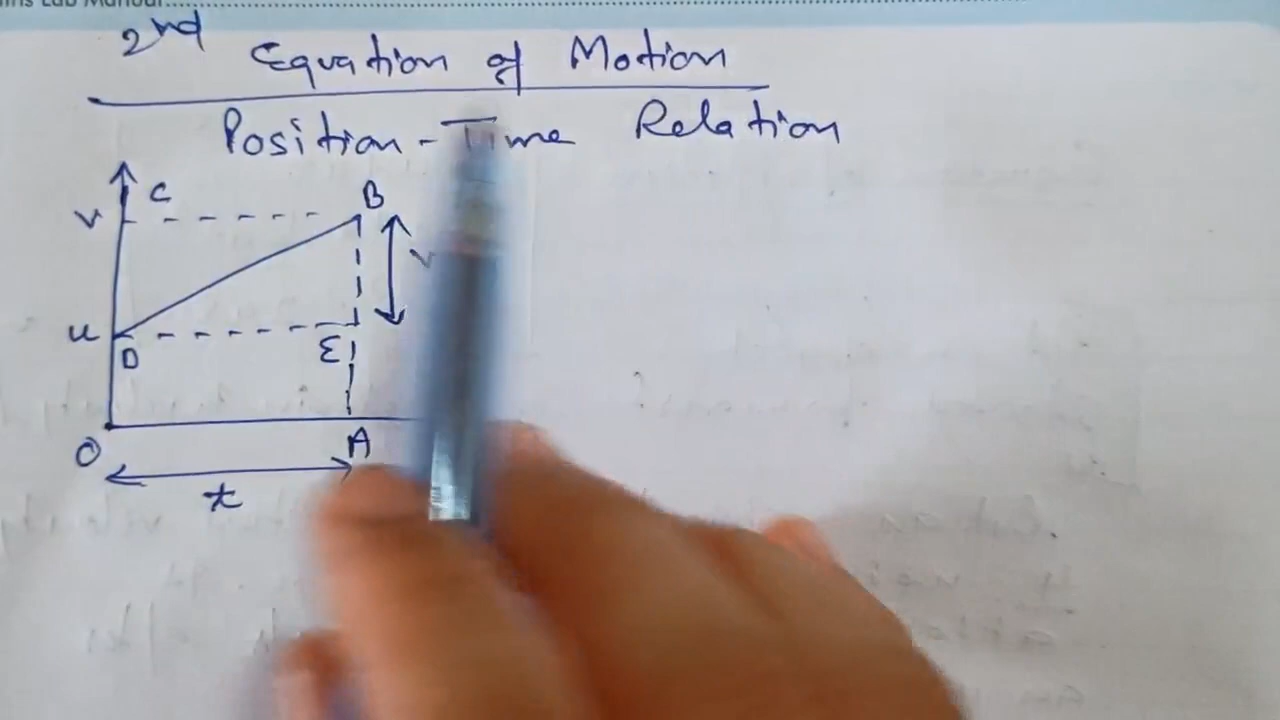 2nd
Equation of Motion
Position - Time Relation
C
B
v
v
u
D
E
O
A
t